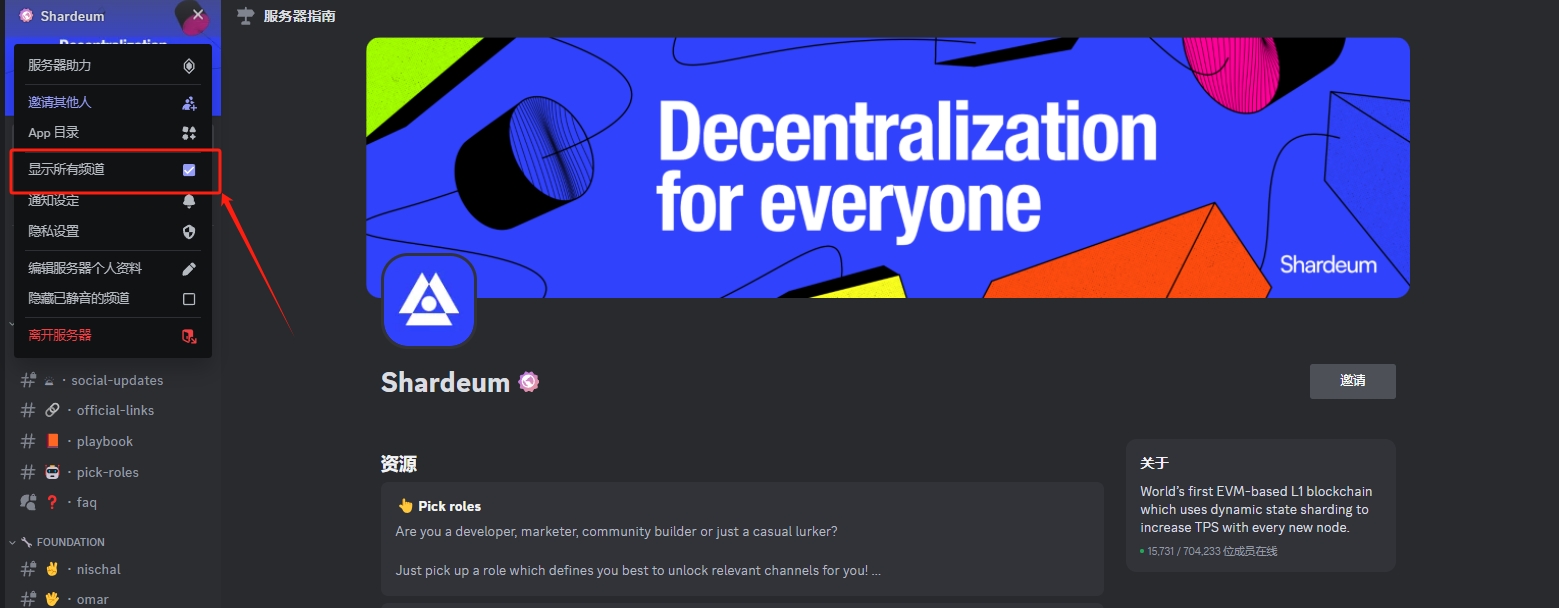 Shardeum
服务器指南
服务器助力
邀请其他人
App 目录
显示所有频道
通知设定
隐私设置
编辑服务器个人资料
隐藏已静音的频道
离开服务器
· social-updates
· official-links
· playbook
· pick-roles
· faq
FOUNDATION
· nischal
· omar
Decentralization
for everyone
Shardeum
Shardeum
邀请
资源
Pick roles
Are you a developer, marketer, community builder or just a casual lurker?
Just pick up a role which defines you best to unlock relevant channels for you! ...
关于
World's first EVM-based L1 blockchain
which uses dynamic state sharding to
increase TPS with every new node.
15,731 / 704,233 位成员在线